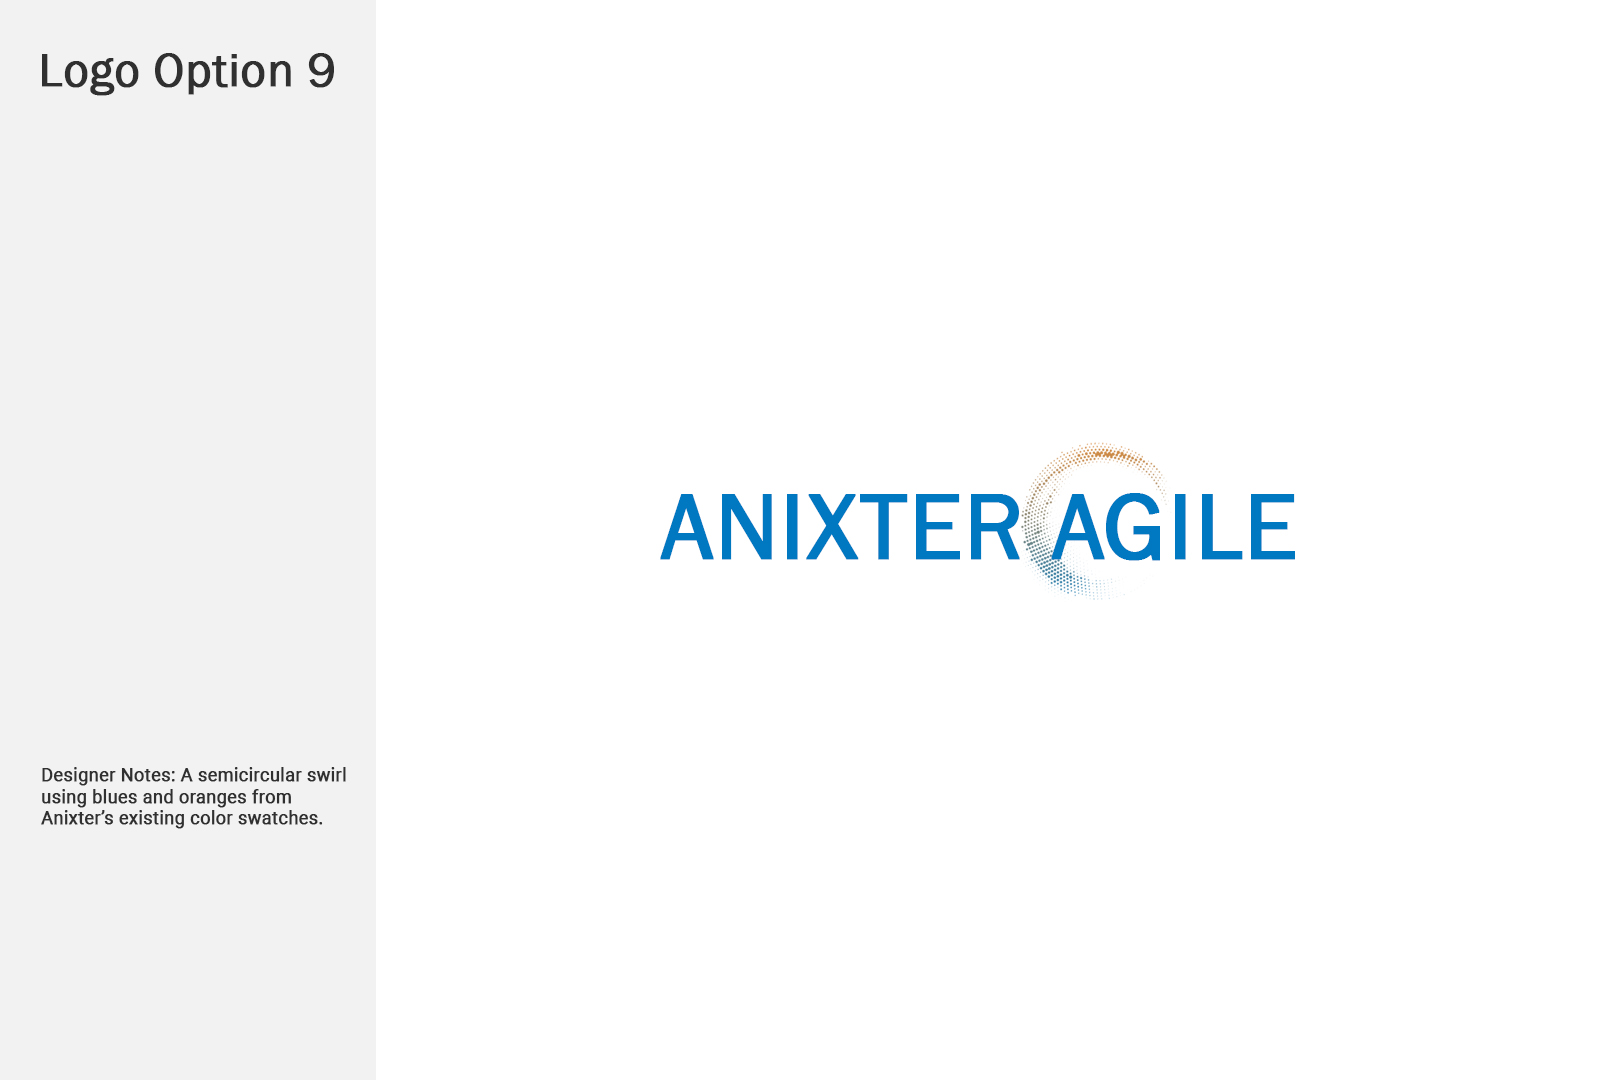 Logo Option 9
ANIXTER AGILE
Designer Notes: A semicircular swirl
using blues and oranges from
Anixter’s existing color swatches.